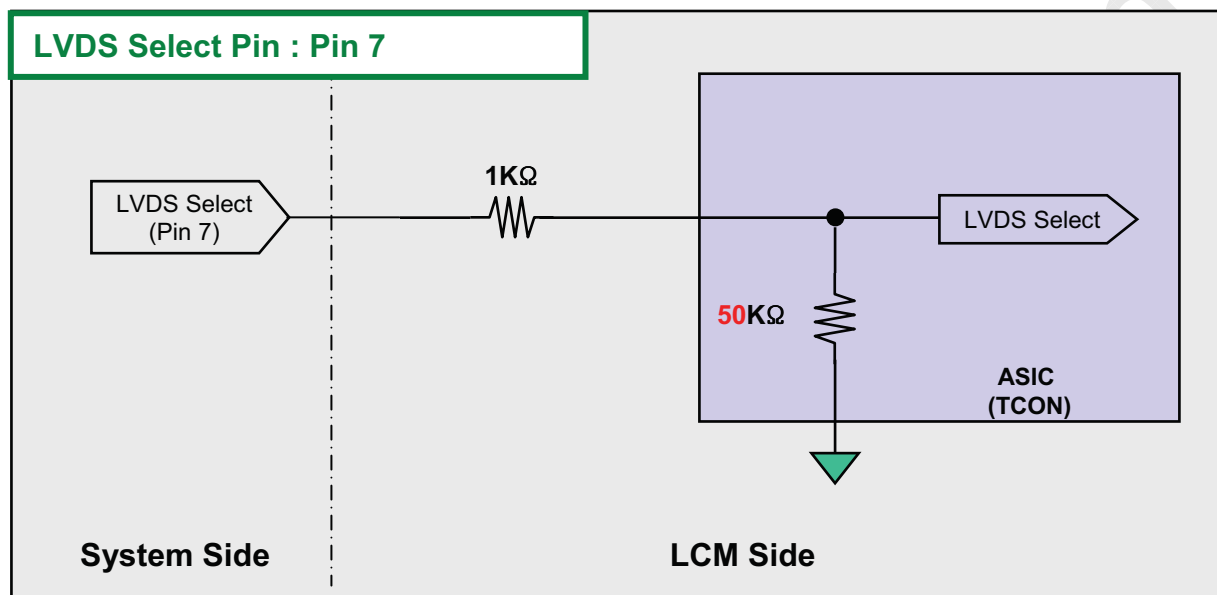 LVDS Select Pin : Pin 7
1KΩ
LVDS Select
(Pin 7)
LVDS Select
50KΩ
ASIC
(TCON)
System Side
LCM Side